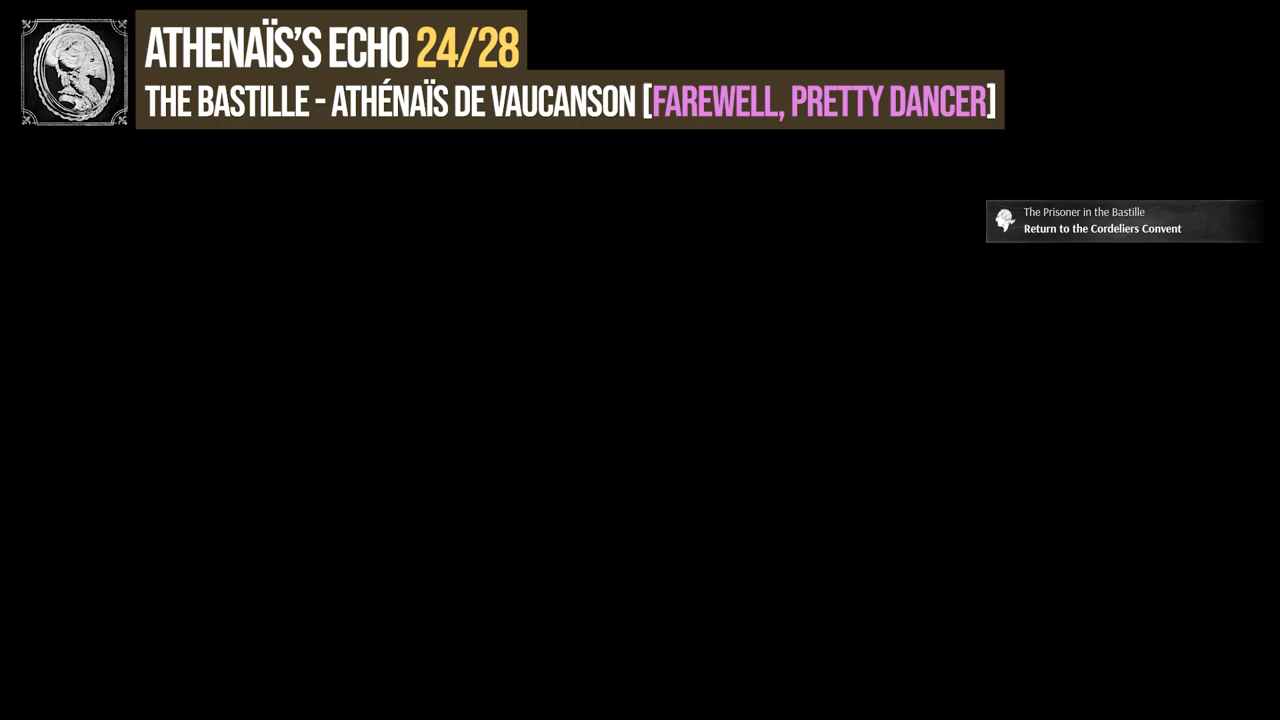 ATHENAÏS'S ECHO 24/28
THE BASTILLE - ATHÉNAÏS DE VAUCANSON [FAREWELL, PRETTY DANCER]
The Prisoner in the Bastille
Return to the Cordeliers Convent